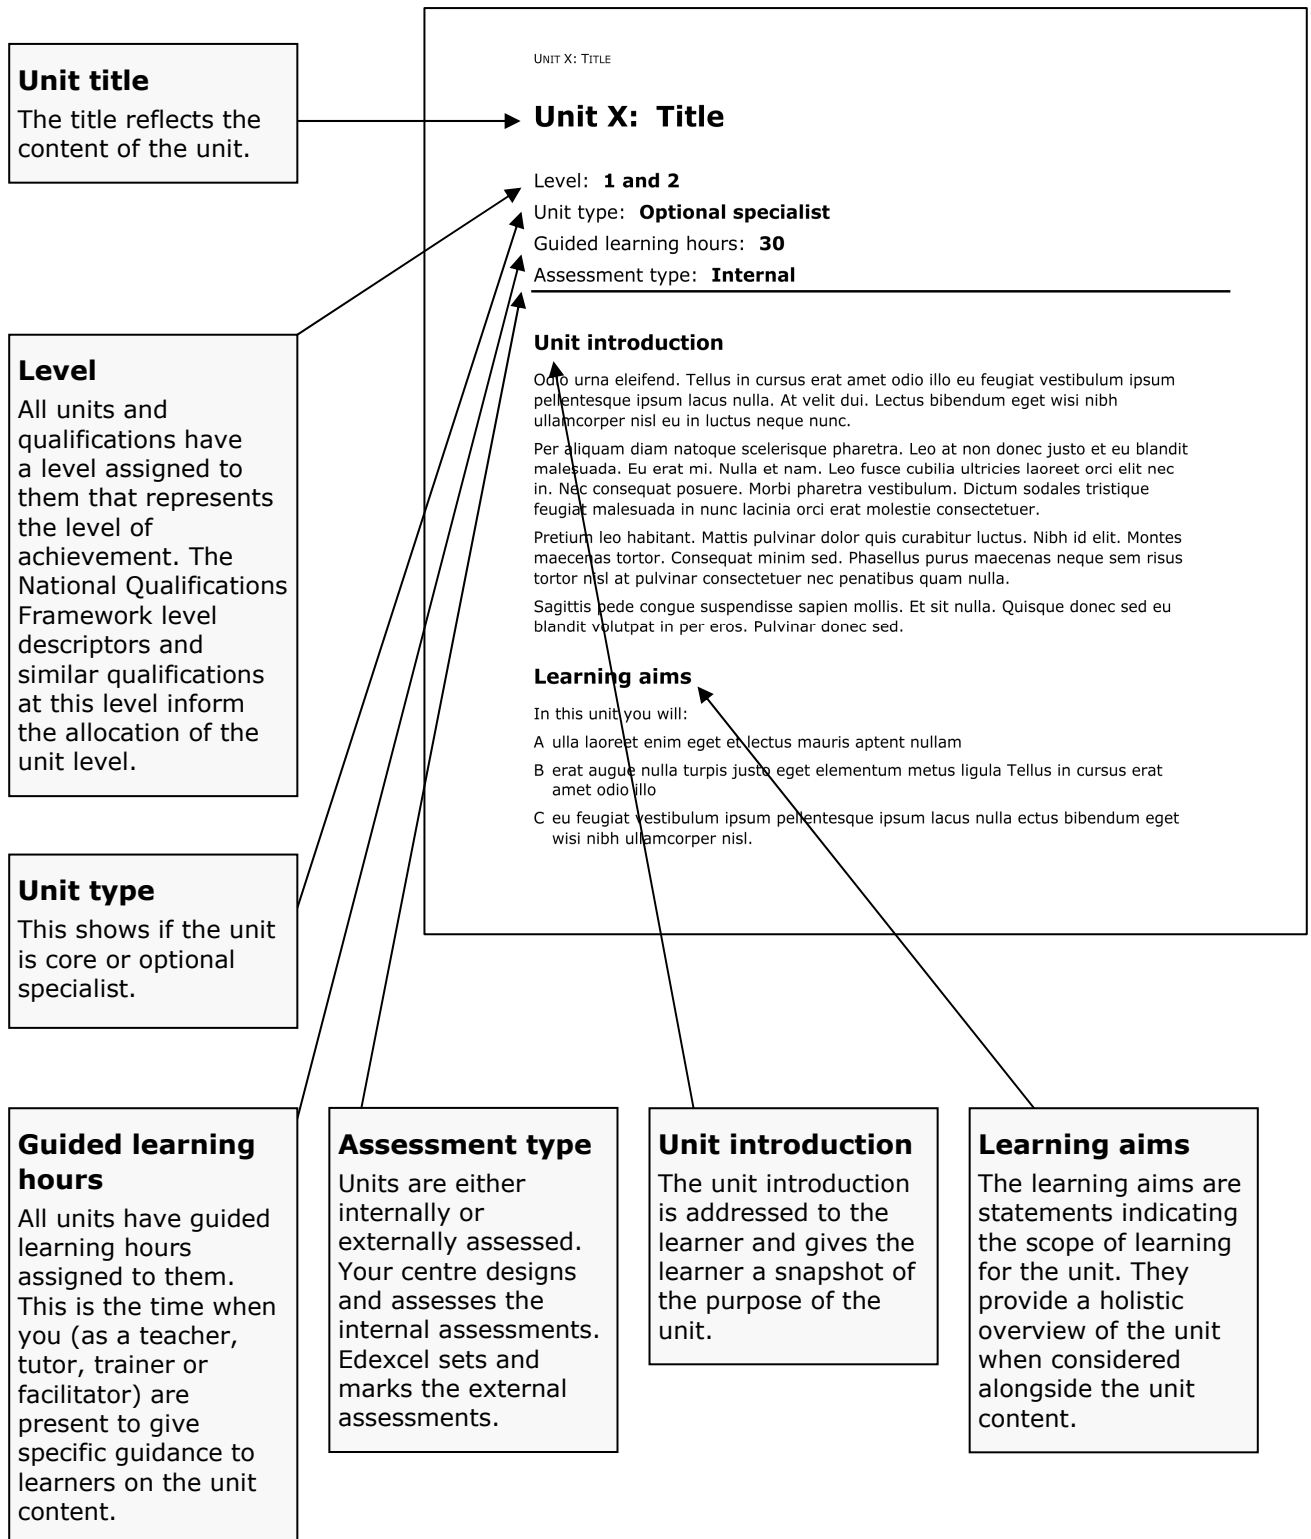 UNIT X: TITLE
Unit title
The title reflects the
content of the unit.
Unit X: Title
Level: 1 and 2
Unit type: Optional specialist
Guided learning hours: 30
Assessment type: Internal
Unit introduction
Odio urna eleifend. Tellus in cursus erat amet odio illo eu feugiat vestibulum ipsum
pellentesque ipsum lacus nulla. At velit dui. Lectus bibendum eget wisi nibh
ullamcorper nisl eu in luctus neque nunc.
Per aliquam diam natoque scelerisque pharetra. Leo at non donec justo et eu blandit
malesuada. Eu erat mi. Nulla et nam. Leo fusce cubilia ultricies laoreet orci elit nec
in. Nec consequat posuere. Morbi pharetra vestibulum. Dictum sodales tristique
feugiat malesuada in nunc lacinia orci erat molestie consectetuer.
Pretium leo habitant. Mattis pulvinar dolor quis curabitur luctus. Nibh id elit. Montes
maecenas tortor. Consequat minim sed. Phasellus purus maecenas neque sem risus
tortor nisl at pulvinar consectetuer nec penatibus quam nulla.
Sagittis pede congue suspendisse sapien mollis. Et sit nulla. Quisque donec sed eu
blandit volutpat in per eros. Pulvinar donec sed.
Learning aims
In this unit you will:
A ulla laoreet enim eget et lectus mauris aptent nullam
B erat augue nulla turpis justo eget elementum metus ligula Tellus in cursus erat
amet odio illo
C eu feugiat vestibulum ipsum pellentesque ipsum lacus nulla ectus bibendum eget
wisi nibh ullamcorper nisl.
Level
All units and
qualifications have
a level assigned to
them that represents
the level of
achievement. The
National Qualifications
Framework level
descriptors and
similar qualifications
at this level inform
the allocation of the
unit level.
Unit type
This shows if the unit
is core or optional
specialist.
Guided learning
hours
All units have guided
learning hours
assigned to them.
This is the time when
you (as a teacher,
tutor, trainer or
facilitator) are
present to give
specific guidance to
learners on the unit
content.
Assessment type
Units are either
internally or
externally assessed.
Your centre designs
and assesses the
internal assessments.
Edexcel sets and
marks the external
assessments.
Unit introduction
The unit introduction
is addressed to the
learner and gives the
learner a snapshot of
the purpose of the
unit.
Learning aims
The learning aims are
statements indicating
the scope of learning
for the unit. They
provide a holistic
overview of the unit
when considered
alongside the unit
content.